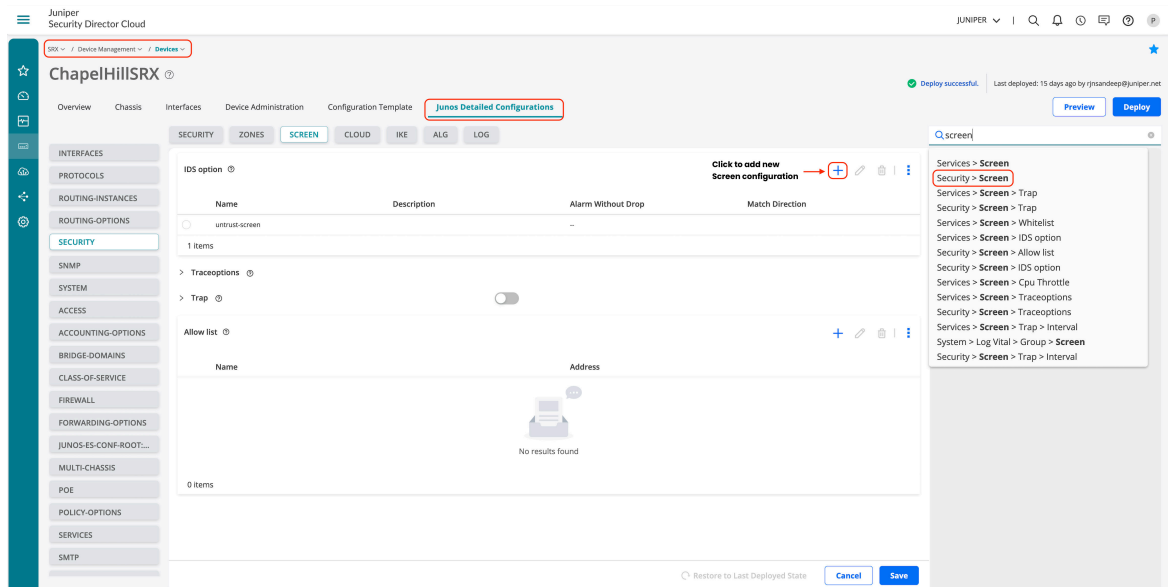 Juniper
Security Director Cloud
JUNIPER
P
SRX / Device Management / Devices
ChapelHillSRX
Deploy successful.
Last deployed: 15 days ago by rjnsandeep@juniper.net
Overview
Chassis
Interfaces
Device Administration
Configuration Template
Junos Detailed Configurations
Preview
Deploy
SECURITY
ZONES
SCREEN
CLOUD
IKE
ALG
LOG
INTERFACES
PROTOCOLS
ROUTING-INSTANCES
ROUTING-OPTIONS
SECURITY
SNMP
SYSTEM
ACCESS
ACCOUNTING-OPTIONS
BRIDGE-DOMAINS
CLASS-OF-SERVICE
FIREWALL
FORWARDING-OPTIONS
JUNOS-ES-CONF-ROOT:...
MULTI-CHASSIS
POE
POLICY-OPTIONS
SERVICES
SMTP
IDS option
Click to add new
Screen configuration
Name Description Alarm Without Drop Match Direction
untrust-screen --
1 items
Traceoptions
Trap
Allow list
Name Address
No results found
0 items
Restore to Last Deployed State
Cancel
Save
screen
Services > Screen
Security > Screen
Services > Screen > Trap
Security > Screen > Trap
Services > Screen > Whitelist
Services > Screen > IDS option
Security > Screen > Allow list
Security > Screen > IDS option
Services > Screen > Cpu Throttle
Services > Screen > Traceoptions
Security > Screen > Traceoptions
Services > Screen > Trap > Interval
System > Log Vital > Group > Screen
Security > Screen > Trap > Interval